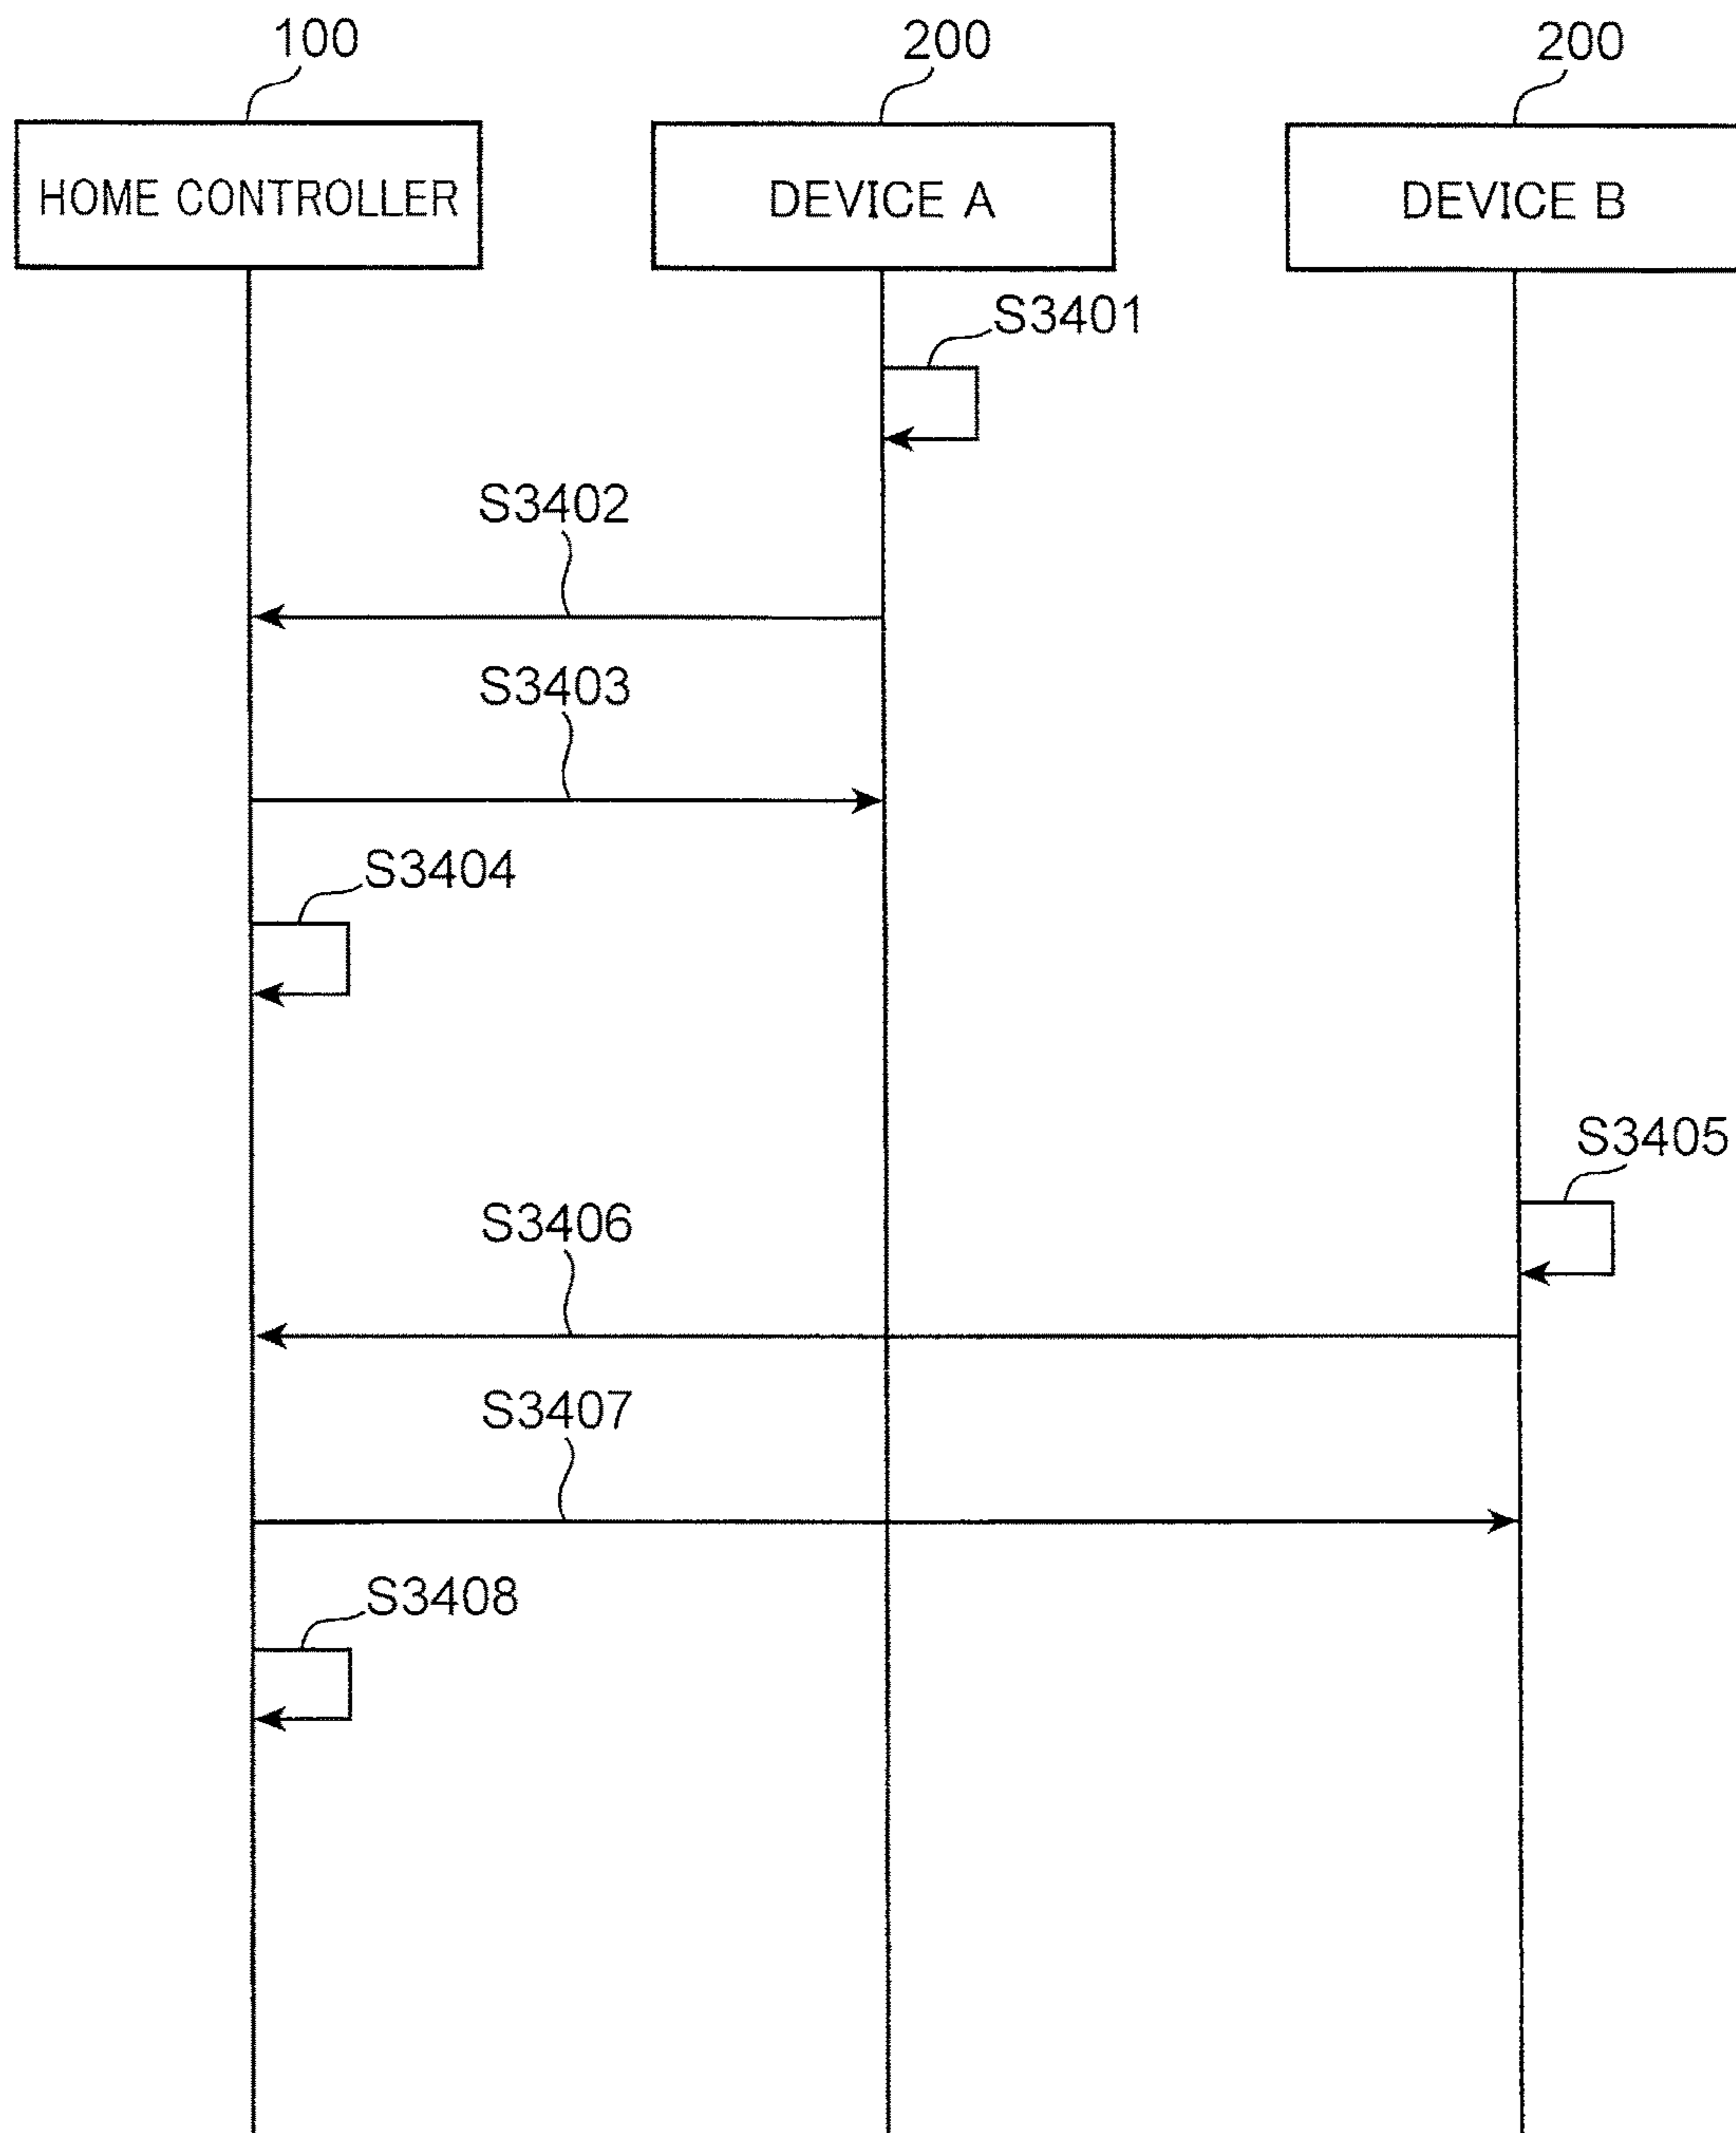 100
200
200
HOME CONTROLLER
DEVICE A
DEVICE B
S3401
S3402
S3403
S3404
S3405
S3406
S3407
S3408